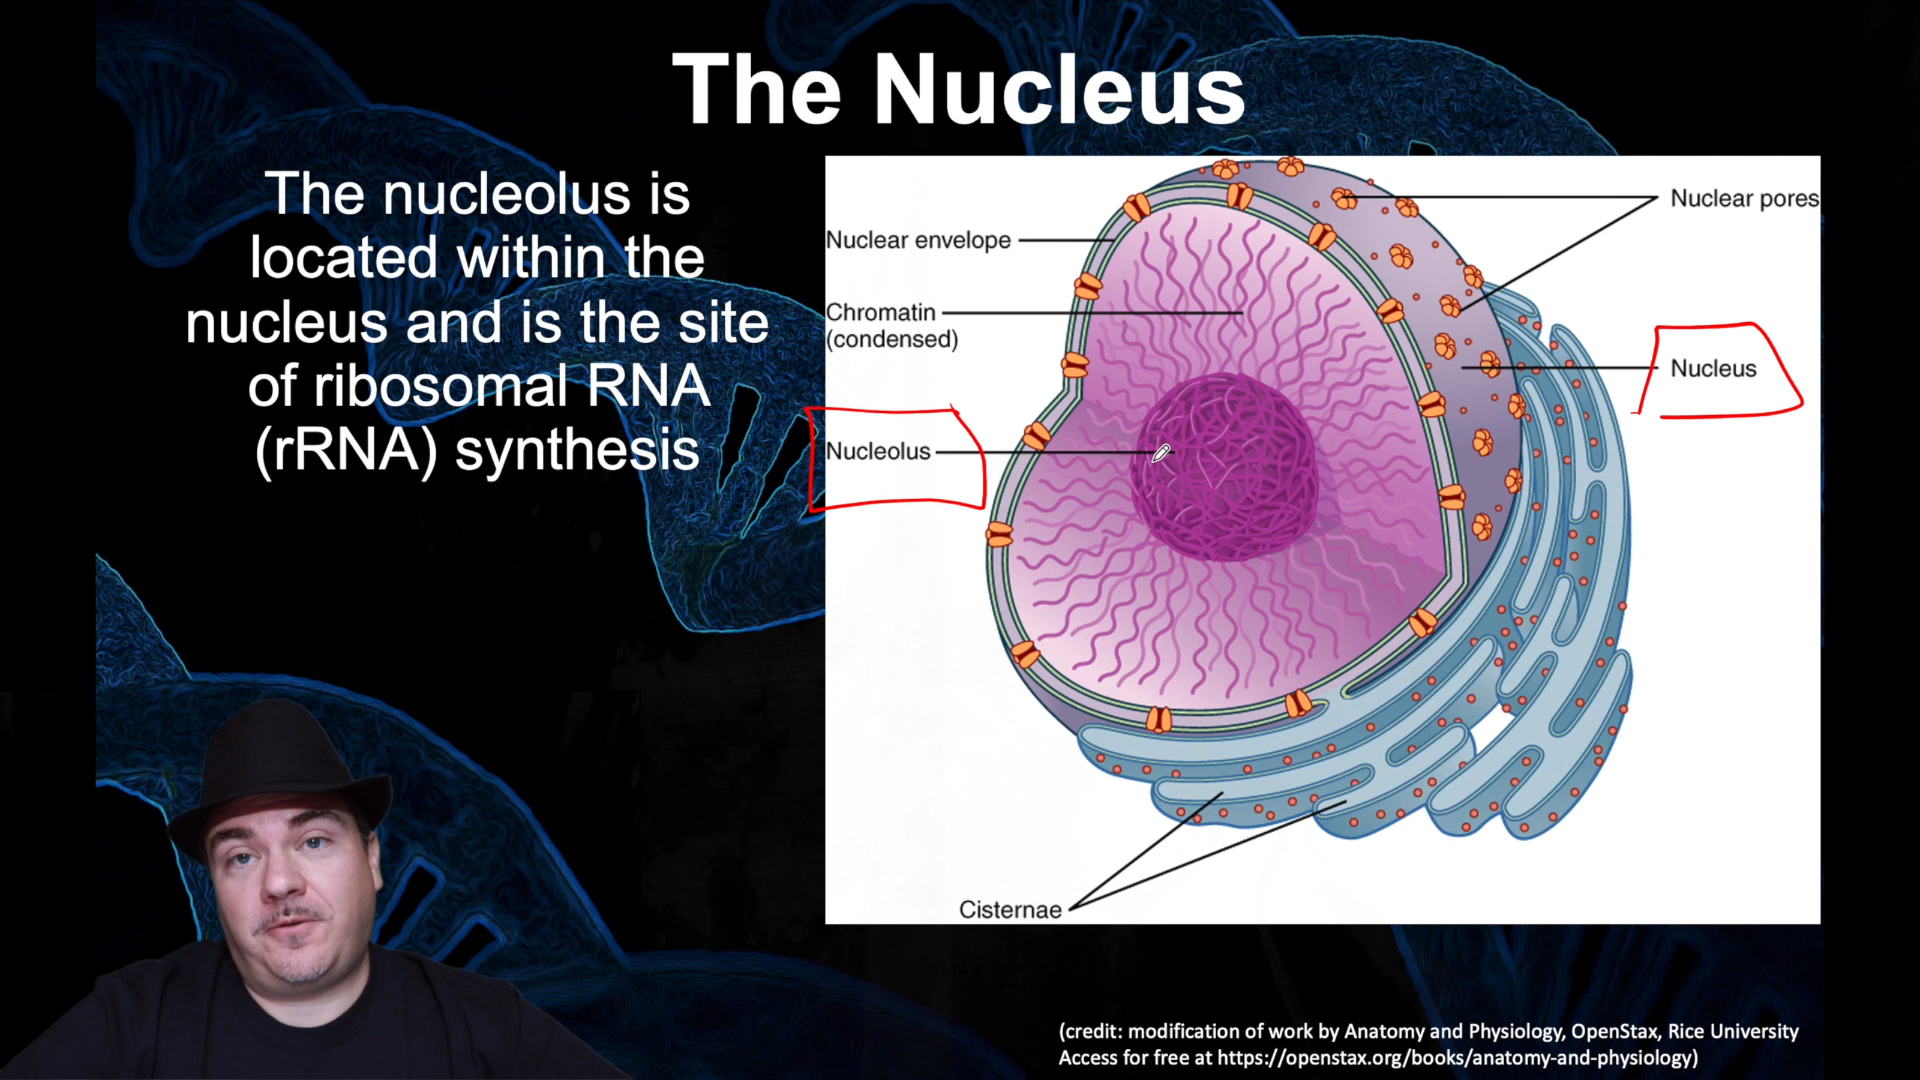 The Nucleus
The nucleolus is
located within the
nucleus and is the site
of ribosomal RNA
(rRNA) synthesis
Nuclear envelope
Chromatin
(condensed)
Nucleolus
Nuclear pores
Nucleus
Cisternae
(credit: modification of work by Anatomy and Physiology, OpenStax, Rice University
Access for free at https://openstax.org/books/anatomy-and-physiology)